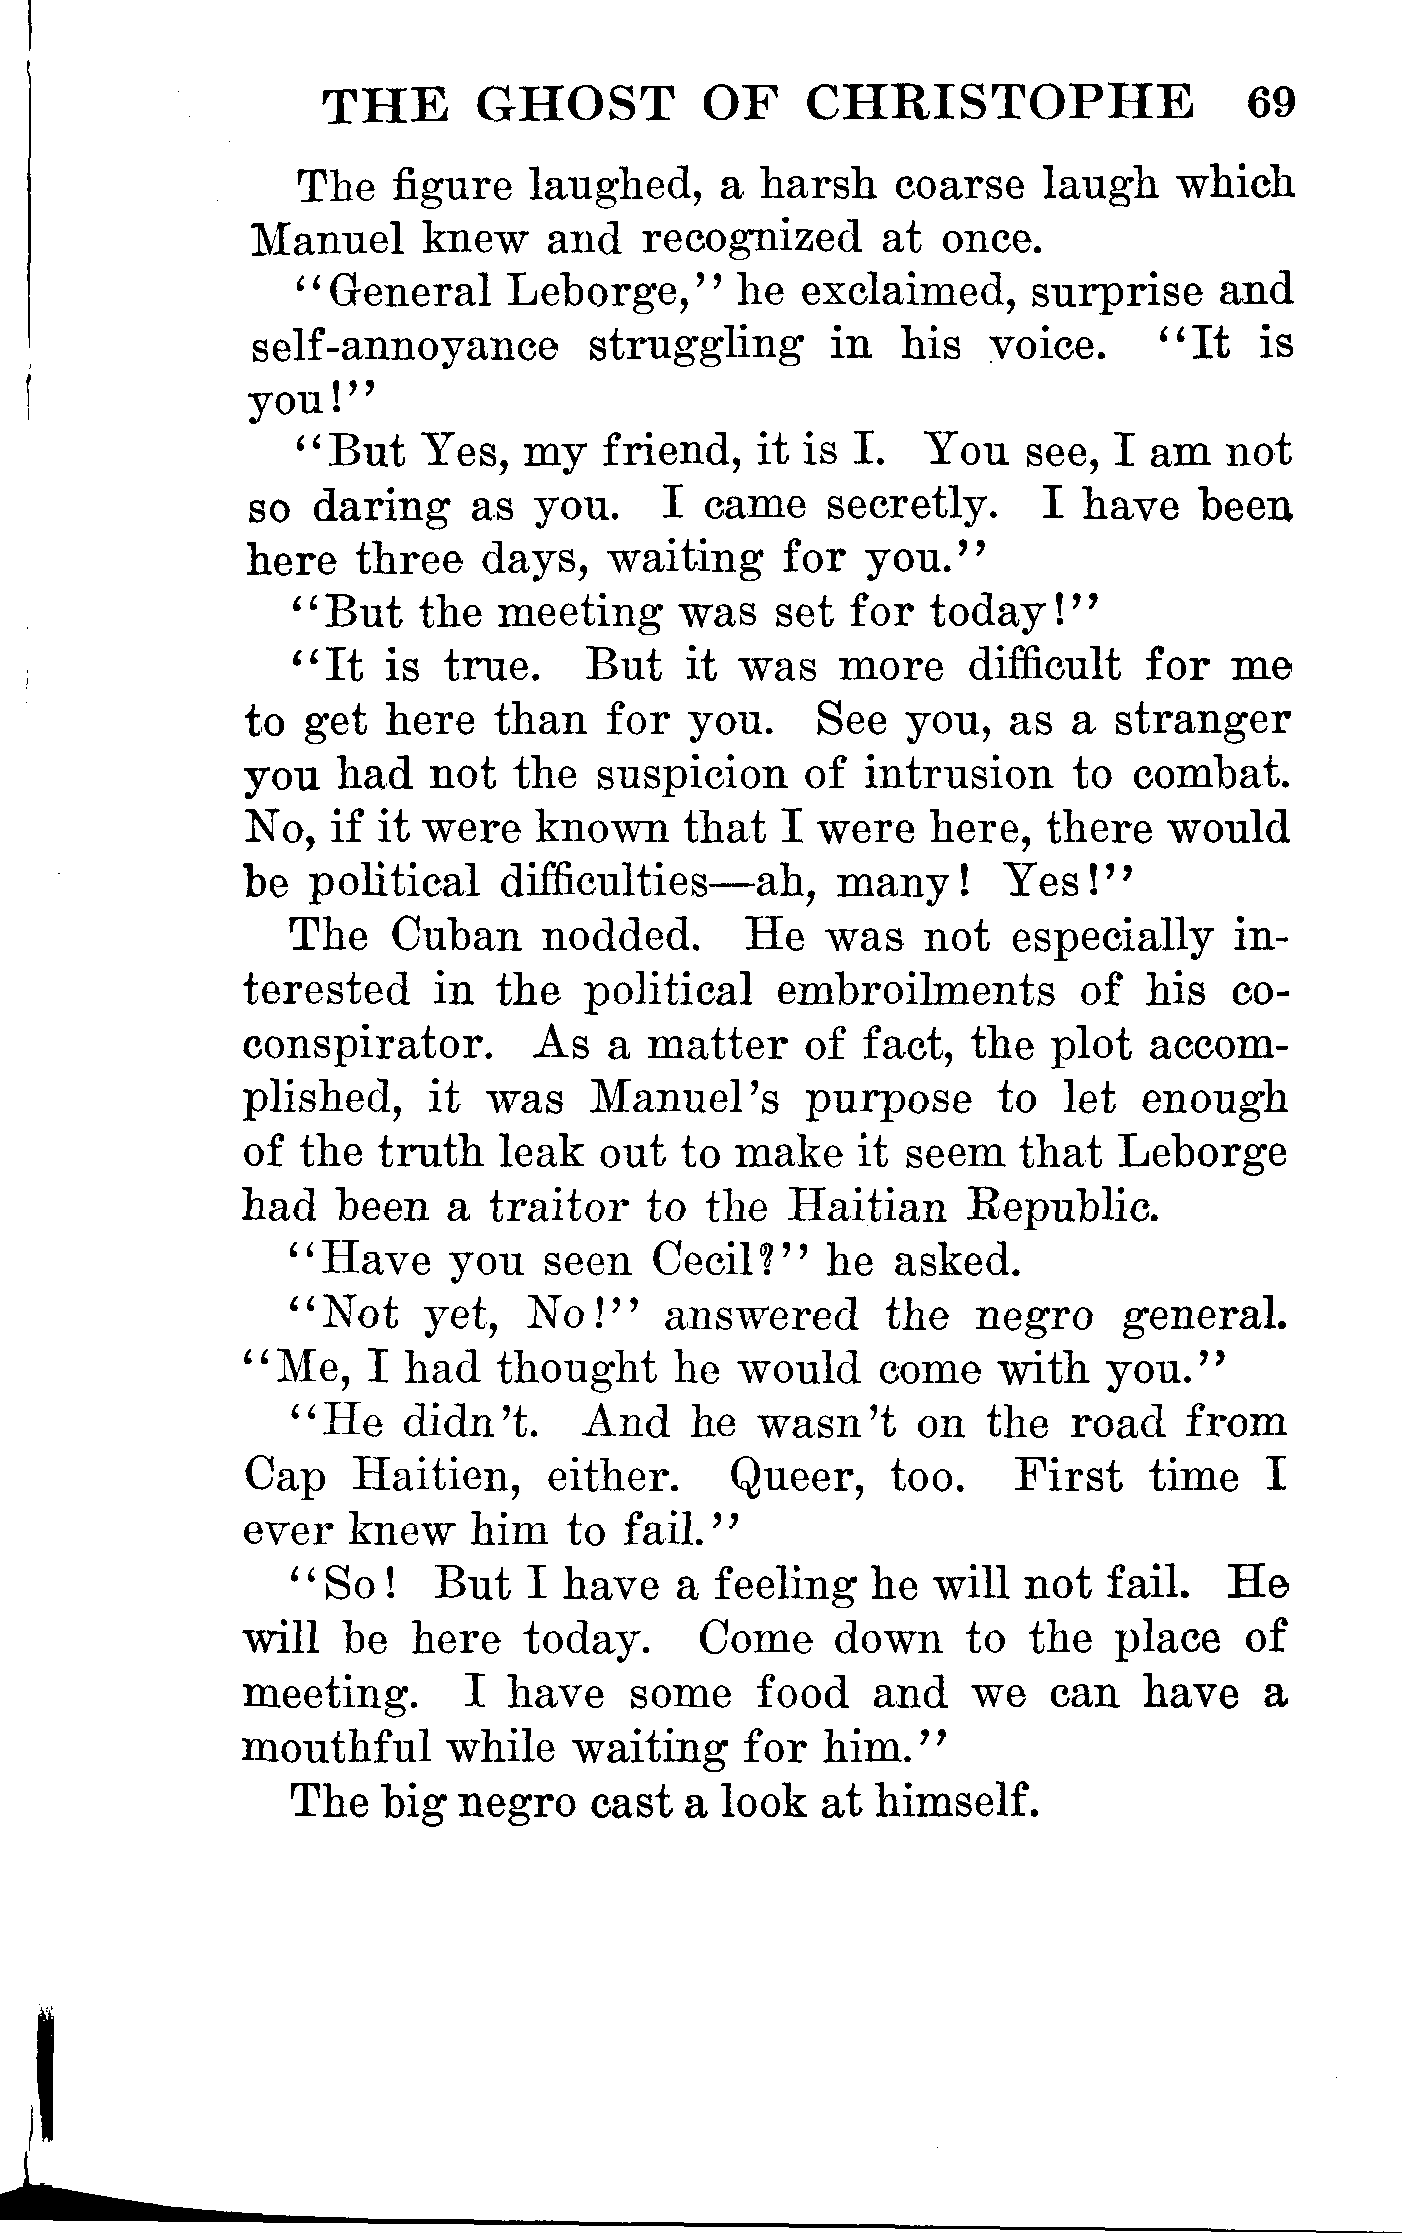 THE GHOST OF CHRISTOPHE 69
The figure laughed, a harsh coarse laugh which
Manuel knew and recognized at once.
"General Leborge," he exclaimed, surprise and
self-annoyance struggling in his voice. "It is
you!"
"But Yes, my friend, it is I. You see, I am not
so daring as you. I came secretly. I have been
here three days, waiting for you."
"But the meeting was set for today!"
"It is true. But it was more difficult for me
to get here than for you. See you, as a stranger
you had not the suspicion of intrusion to combat.
No, if it were known that I were here, there would
be political difficulties—ah, many! Yes!"
The Cuban nodded. He was not especially in-
terested in the political embroilments of his co-
conspirator. As a matter of fact, the plot accom-
plished, it was Manuel's purpose to let enough
of the truth leak out to make it seem that Leborge
had been a traitor to the Haitian Republic.
"Have you seen Cecil?" he asked.
"Not yet, No!" answered the negro general.
"Me, I had thought he would come with you."
"He didn't. And he wasn't on the road from
Cap Haitien, either. Queer, too. First time I
ever knew him to fail."
"So! But I have a feeling he will not fail. He
will be here today. Come down to the place of
meeting. I have some food and we can have a
mouthful while waiting for him."
The big negro cast a look at himself.